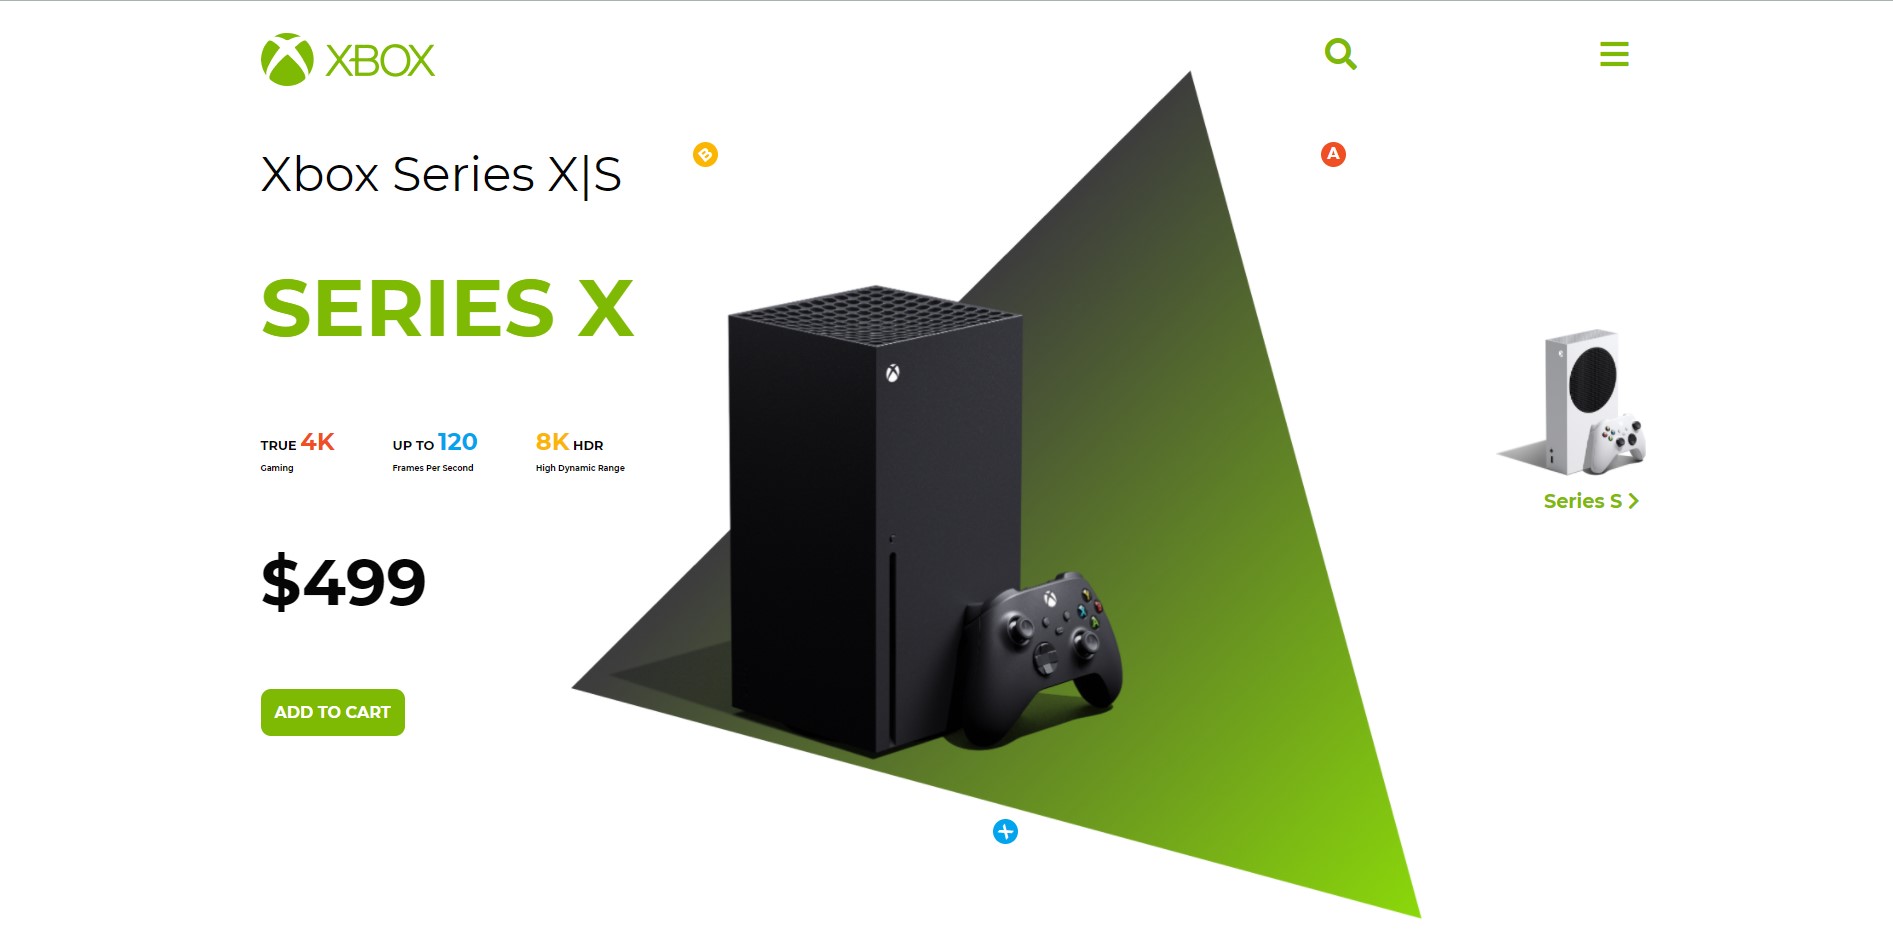 XBOX
Xbox Series X|S
B
A
SERIES X
TRUE 4K
Gaming
UP TO 120
Frames Per Second
8K HDR
High Dynamic Range
Series S
$499
ADD TO CART